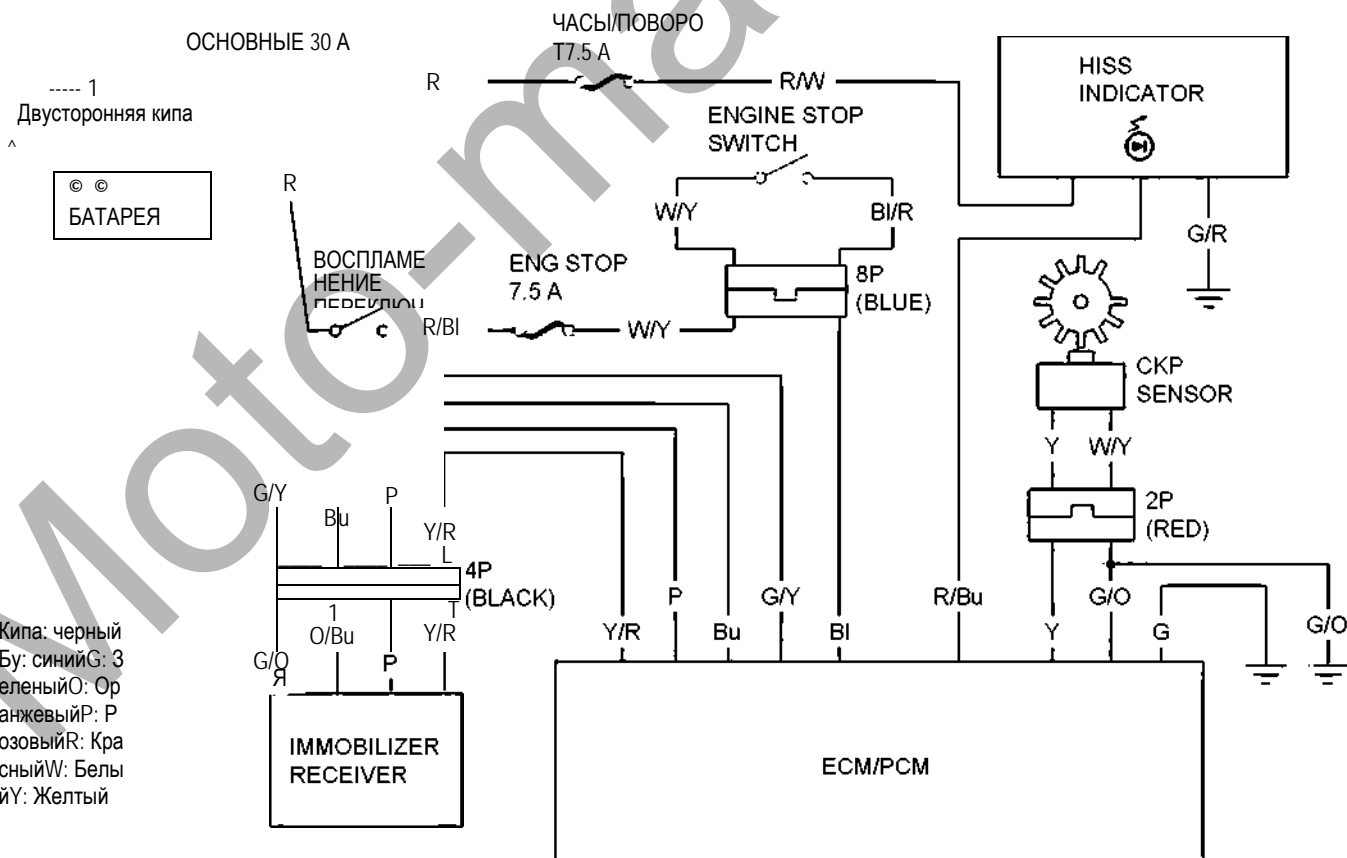 ЧАСЫ/ПОВОРО
Т7.5 A
ОСНОВНЫЕ 30 А
----- 1
Двусторонняя кипа
^
R
R/W
HISS
INDICATOR
ENGINE STOP
SWITCH
© ©
БАТАРЕЯ
R
W/Y
Bl/R
G/R
ВОСПЛАМЕ
НЕНИЕ
ПЕРЕКЛЮЧ
ENG STOP
7.5 A
8P
(BLUE)
R/Bl
W/Y
CKP
SENSOR
Y
W/Y
G/Y
Bu
P
Y/R
2P
(RED)
L
4P
(BLACK)
T
1
O/Bu
Y/R
G/O
Я
P
Y/R
P
Bu
G/Y
Bl
R/Bu
Y
G/O
G
G/O
Кипа: черный
Бу: синийG: З
еленыйO: Ор
анжевыйP: Р
озовыйR: Кра
сныйW: Белы
йY: Желтый
IMMOBILIZER
RECEIVER
ECM/PCM